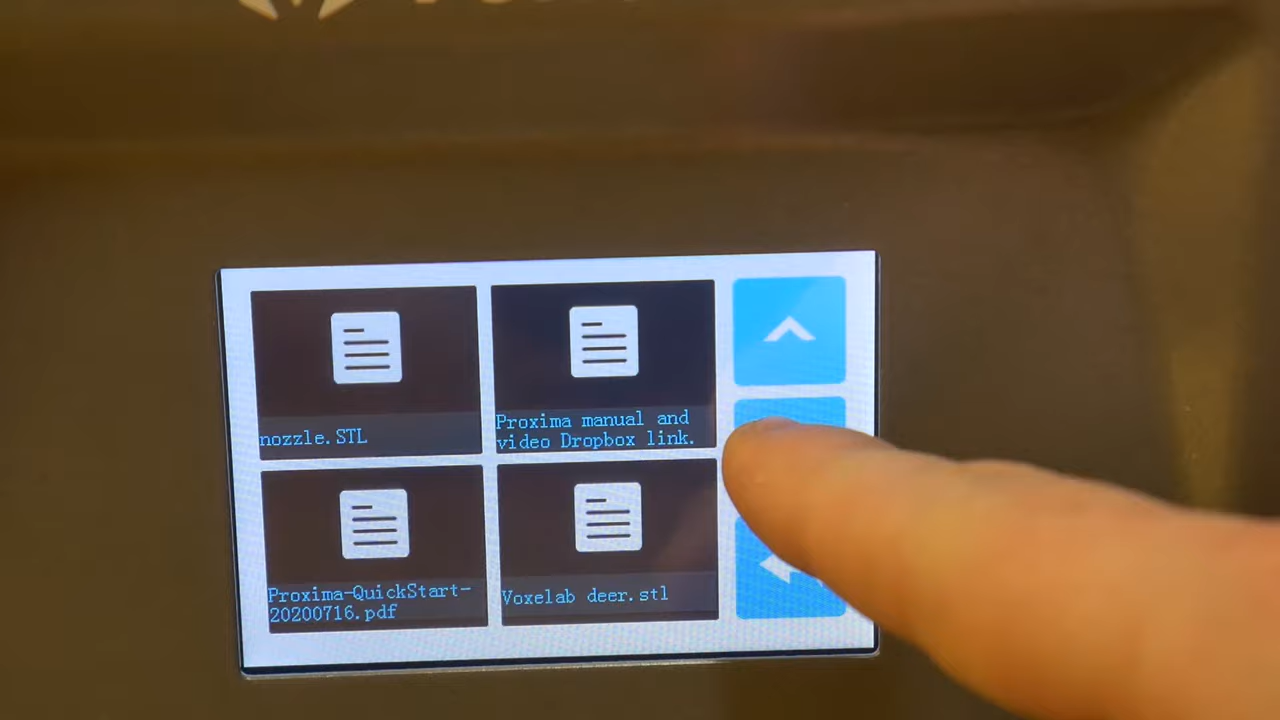 nozzle.STL
Proxima manual and
video Dropbox link.
Proxima-QuickStart-
20200716.pdf
Voxelab deer.stl